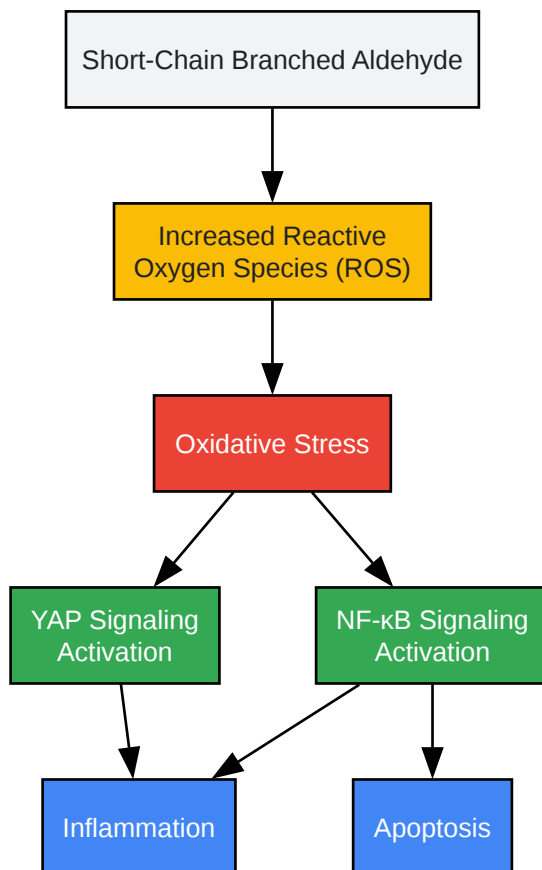 Short-Chain Branched Aldehyde
Increased Reactive
Oxygen Species (ROS)
Oxidative Stress
YAP Signaling
Activation
NF-κB Signaling
Activation
Inflammation
Apoptosis